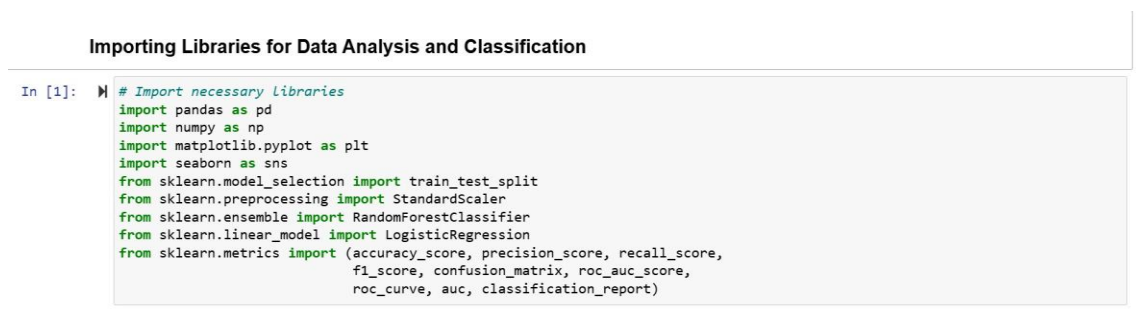 Importing Libraries for Data Analysis and Classification
In [1]:
# Import necessary libraries
import pandas as pd
import numpy as np
import matplotlib.pyplot as plt
import seaborn as sns
from sklearn.model_selection import train_test_split
from sklearn.preprocessing import StandardScaler
from sklearn.ensemble import RandomForestClassifier
from sklearn.linear_model import LogisticRegression
from sklearn.metrics import (accuracy_score, precision_score, recall_score,
f1_score, confusion_matrix, roc_auc_score,
roc_curve, auc, classification_report)